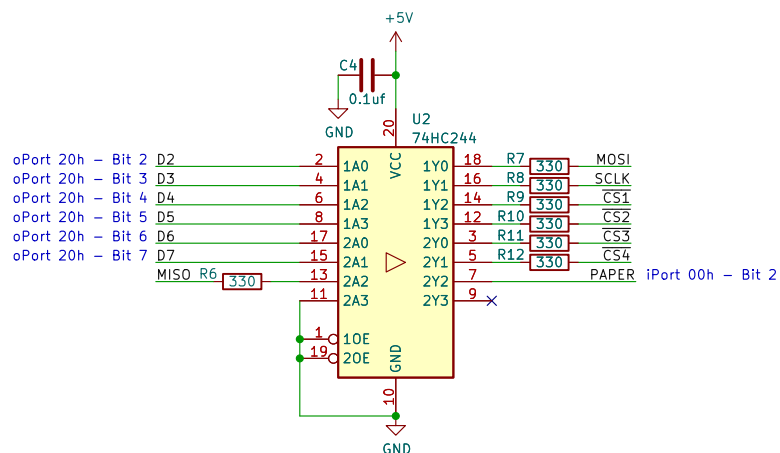 +5V
C4
0.1uf
GND
U2
74HC244
20
VCC
oPort 20h – Bit 2 D2 2 1A0 1Y0 18 R7 330 MOSI
oPort 20h – Bit 3 D3 4 1A1 1Y1 16 R8 330 SCLK
oPort 20h – Bit 4 D4 6 1A2 1Y2 14 R9 330 CS1
oPort 20h – Bit 5 D5 8 1A3 1Y3 12 R10 330 CS2
oPort 20h – Bit 6 D6 17 2A0 2Y0 3 R11 330 CS3
oPort 20h – Bit 7 D7 15 2A1 2Y1 5 R12 330 CS4
MISO R6 330 13 2A2 2Y2 7 PAPER iPort 00h – Bit 2
11 2A3 2Y3 9
1 1OE
19 2OE
GND
10
GND